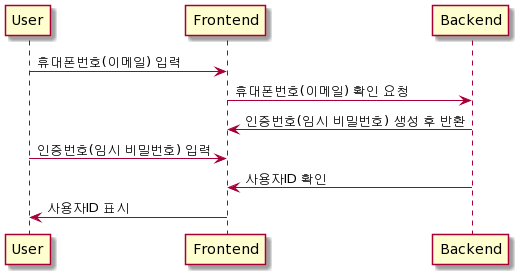 User Frontend Backend
휴대폰번호(이메일) 입력
휴대폰번호(이메일) 확인 요청
인증번호(임시 비밀번호) 생성 후 반환
인증번호(임시 비밀번호) 입력
사용자ID 확인
사용자ID 표시
User Frontend Backend